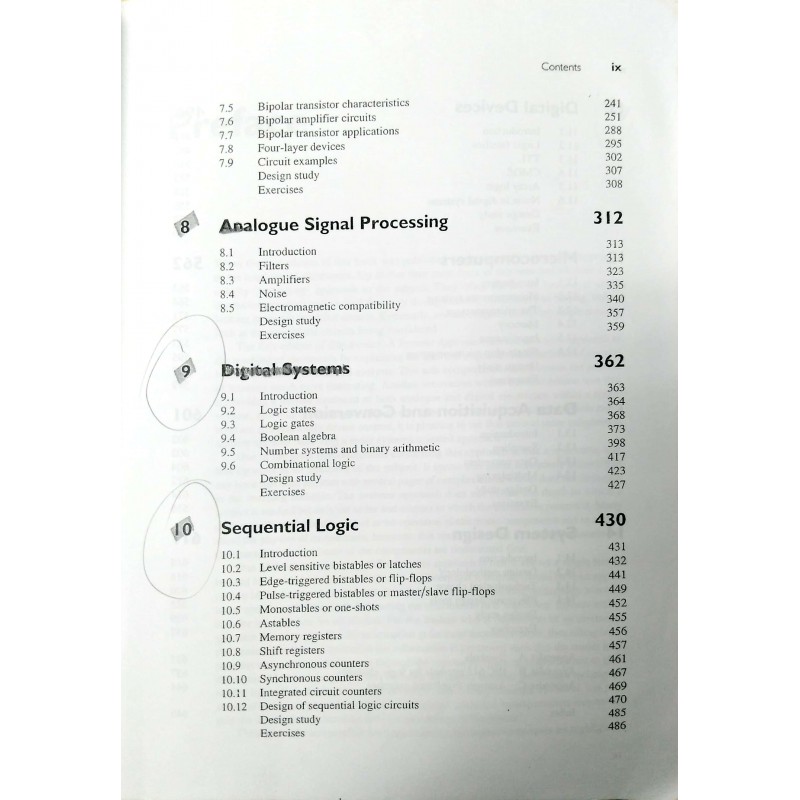 Contents ix
7.5 Bipolar transistor characteristics 241
7.6 Bipolar amplifier circuits 251
7.7 Bipolar transistor applications 288
7.8 Four-layer devices 295
7.9 Circuit examples 302
Design study 307
Exercises 308
8 Analogue Signal Processing 312
8.1 Introduction 313
8.2 Filters 313
8.3 Amplifiers 323
8.4 Noise 335
8.5 Electromagnetic compatibility 340
Design study 357
Exercises 359
9 Digital Systems 362
9.1 Introduction 363
9.2 Logic states 364
9.3 Logic gates 368
9.4 Boolean algebra 373
9.5 Number systems and binary arithmetic 398
9.6 Combinational logic 417
Design study 423
Exercises 427
10 Sequential Logic 430
10.1 Introduction 431
10.2 Level sensitive bistables or latches 432
10.3 Edge-triggered bistables or flip-flops 441
10.4 Pulse-triggered bistables or master/slave flip-flops 449
10.5 Monostables or one-shots 452
10.6 Astables 455
10.7 Memory registers 456
10.8 Shift registers 457
10.9 Asynchronous counters 461
10.10 Synchronous counters 467
10.11 Integrated circuit counters 469
10.12 Design of sequential logic circuits 470
Design study 485
Exercises 486